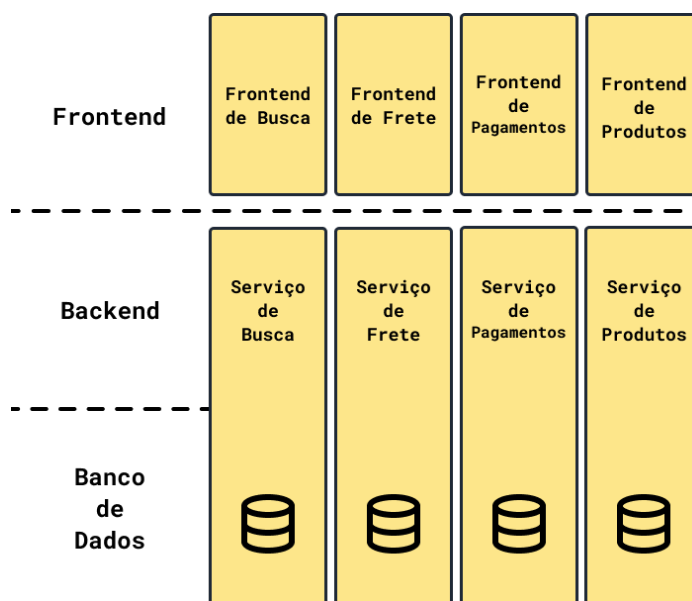 Frontend
Frontend
de Busca
Frontend
de Frete
Frontend
de
Pagamentos
Frontend
de
Produtos
Backend
Serviço
de
Busca
Serviço
de
Frete
Serviço
de
Pagamentos
Serviço
de
Produtos
Banco
de
Dados